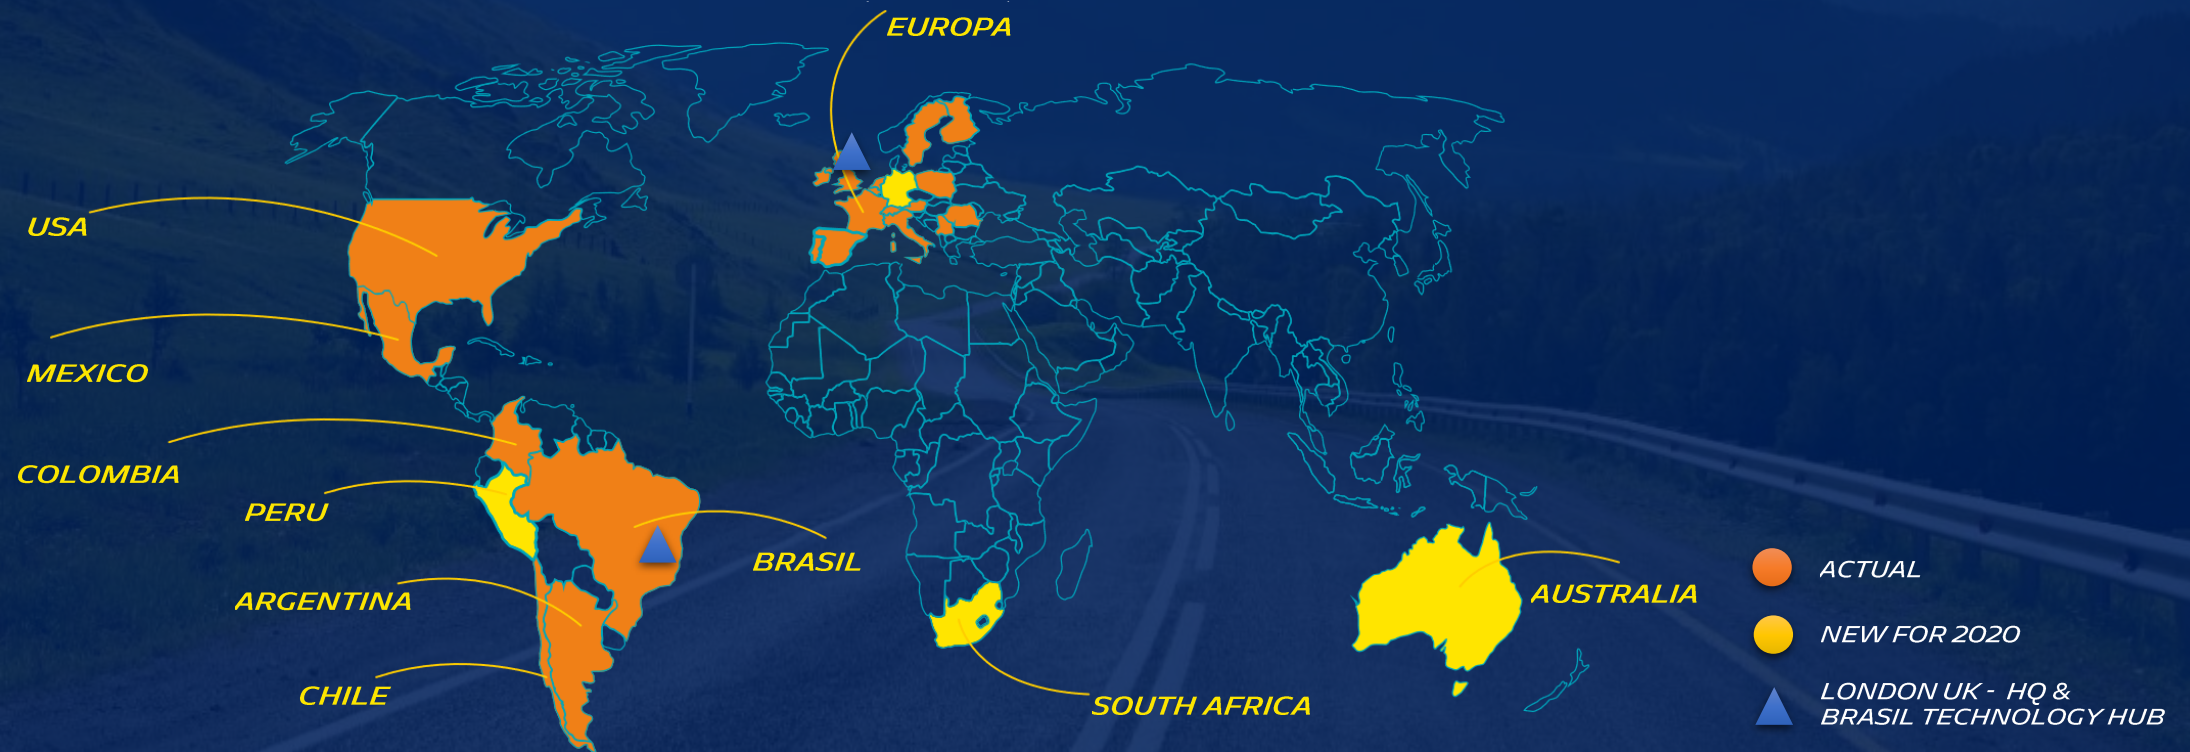 EUROPA
USA
MEXICO
COLOMBIA
PERU
BRASIL
ARGENTINA
CHILE
SOUTH AFRICA
AUSTRALIA
ACTUAL
NEW FOR 2020
LONDON UK - HQ &
BRASIL TECHNOLOGY HUB